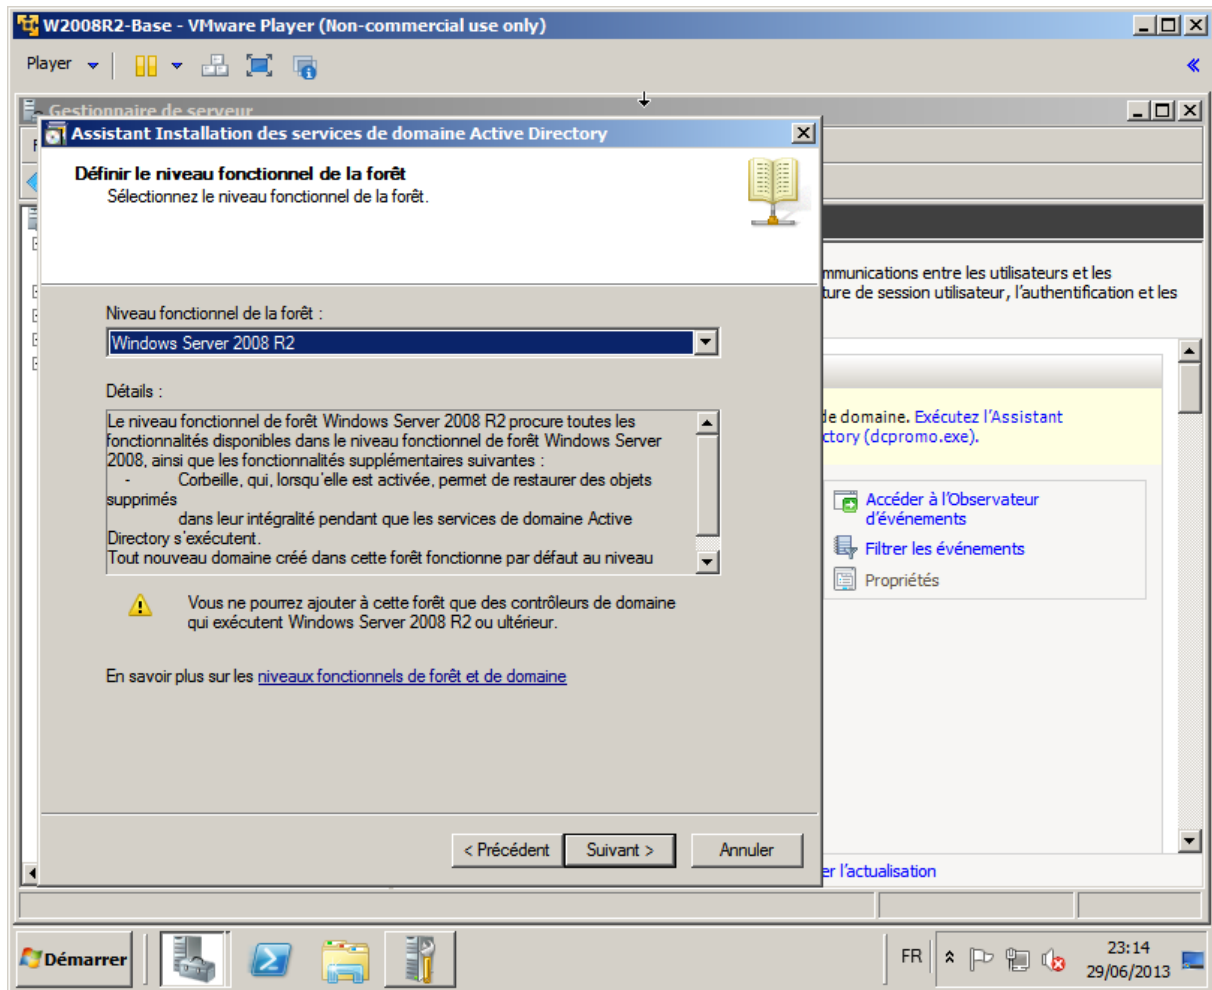 W2008R2-Base - VMware Player (Non-commercial use only)
Player
Gestionnaire de serveur
Assistant Installation des services de domaine Active Directory
Définir le niveau fonctionnel de la forêt
Sélectionnez le niveau fonctionnel de la forêt.
mmunications entre les utilisateurs et les
ture de session utilisateur, l'authentification et les
Niveau fonctionnel de la forêt :
Windows Server 2008 R2
Détails :
Le niveau fonctionnel de forêt Windows Server 2008 R2 procure toutes les
fonctionnalités disponibles dans le niveau fonctionnel de forêt Windows Server
2008, ainsi que les fonctionnalités supplémentaires suivantes :
- Corbeille, qui, lorsqu'elle est activée, permet de restaurer des objets
supprimés
dans leur intégralité pendant que les services de domaine Active
Directory s'exécutent.
Tout nouveau domaine créé dans cette forêt fonctionne par défaut au niveau
Vous ne pourrez ajouter à cette forêt que des contrôleurs de domaine
qui exécutent Windows Server 2008 R2 ou ultérieur.
En savoir plus sur les niveaux fonctionnels de forêt et de domaine
de domaine. Exécutez l'Assistant
ctory (dcpromo.exe).
Accéder à l'Observateur
d'événements
Filtrer les événements
Propriétés
< Précédent
Suivant >
Annuler
er l'actualisation
Démarrer
FR
23:14
29/06/2013